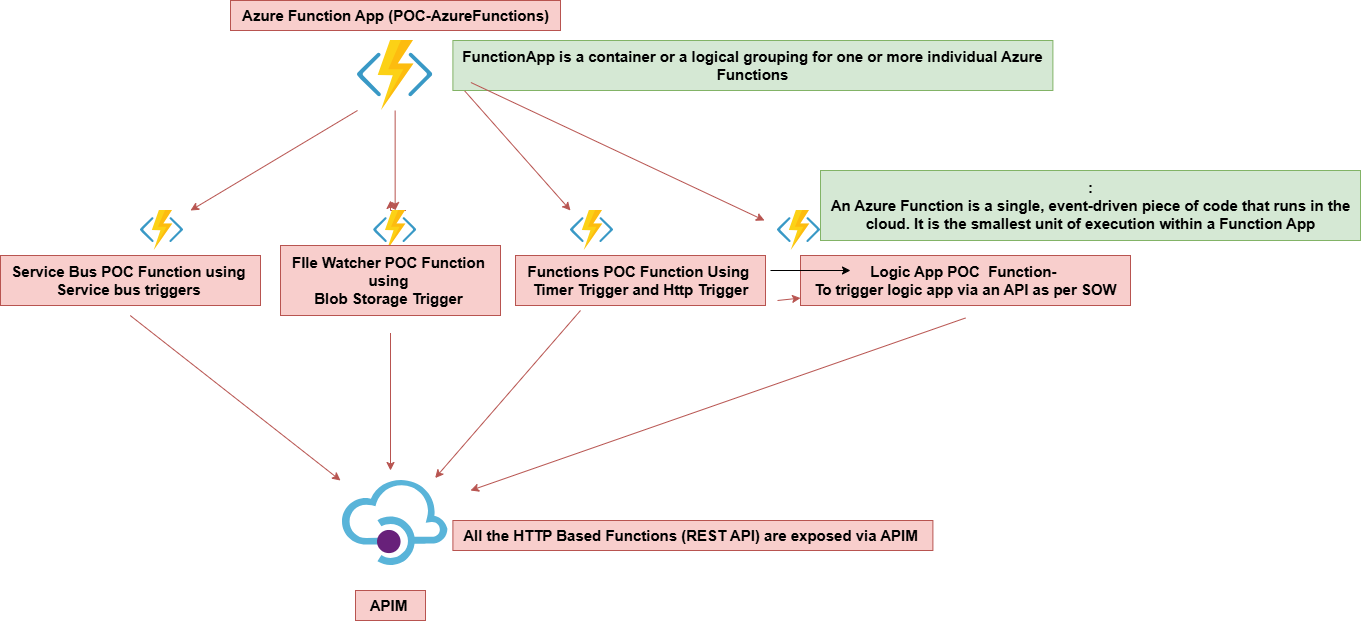 Azure Function App (POC-AzureFunctions)
FunctionApp is a container or a logical grouping for one or more individual Azure
Functions
:
An Azure Function is a single, event-driven piece of code that runs in the
cloud. It is the smallest unit of execution within a Function App
Service Bus POC Function using
Service bus triggers
FIle Watcher POC Function
using
Blob Storage Trigger
Functions POC Function Using
Timer Trigger and Http Trigger
Logic App POC Function-
To trigger logic app via an API as per SOW
All the HTTP Based Functions (REST API) are exposed via APIM
APIM